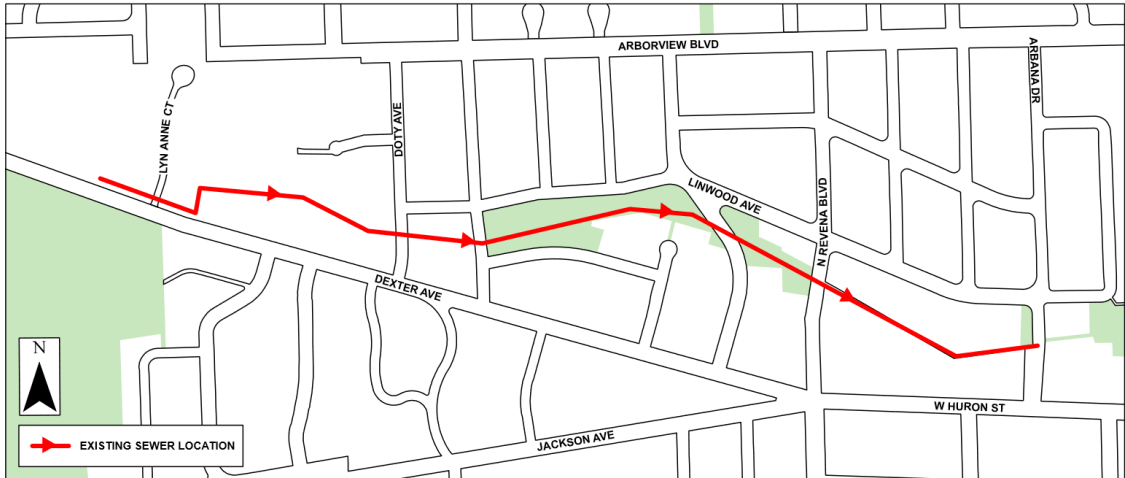 ARBORVIEW BLVD
ARBANA DR
LYN ANNE CT
DOTY AVE
LINWOOD AVE
N REVENA BLVD
DEXTER AVE
W HURON ST
JACKSON AVE
N
EXISTING SEWER LOCATION